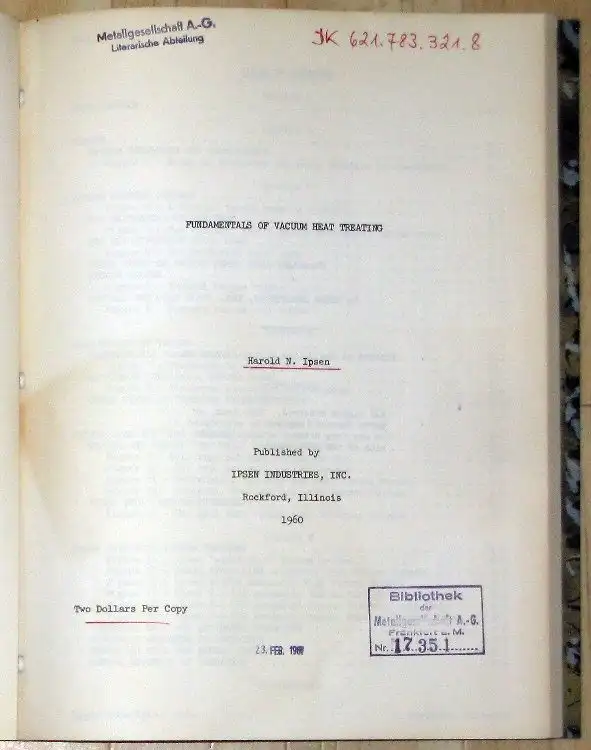 Metallgesellschaft A.-G.
Literarische Abteilung
JK 621.783.321.8
FUNDAMENTALS OF VACUUM HEAT TREATING
Harold N. Ipsen
Published by
IPSEN INDUSTRIES, INC.
Rockford, Illinois
1960
Two Dollars Per Copy
23. FEB.
Bibliothek
der
Metallgesellschaft A.-G.
Frankfurt a. M.
Nr. 17351